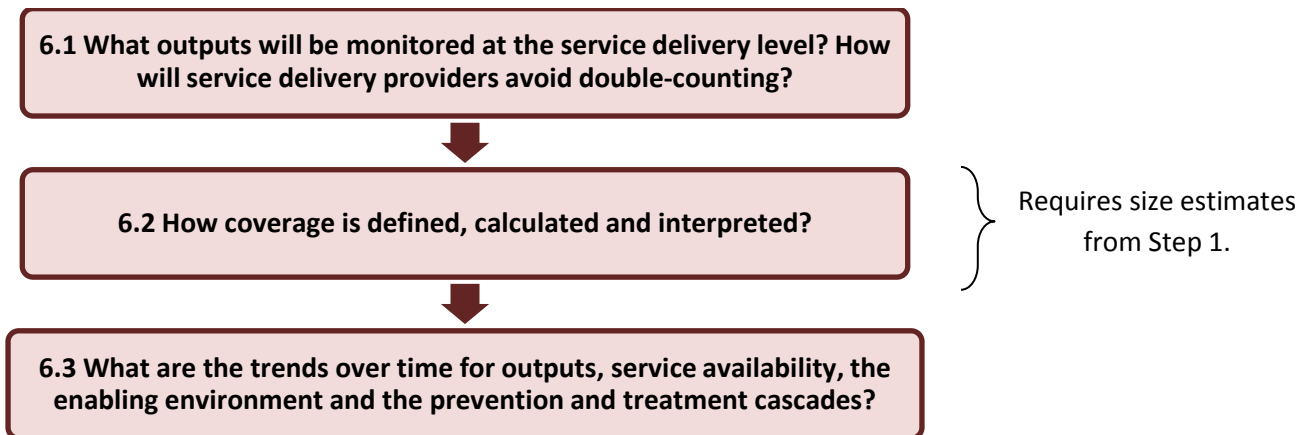 6.1 What outputs will be monitored at the service delivery level? How
will service delivery providers avoid double-counting?
6.2 How coverage is defined, calculated and interpreted?
Requires size estimates
from Step 1.
6.3 What are the trends over time for outputs, service availability, the
enabling environment and the prevention and treatment cascades?